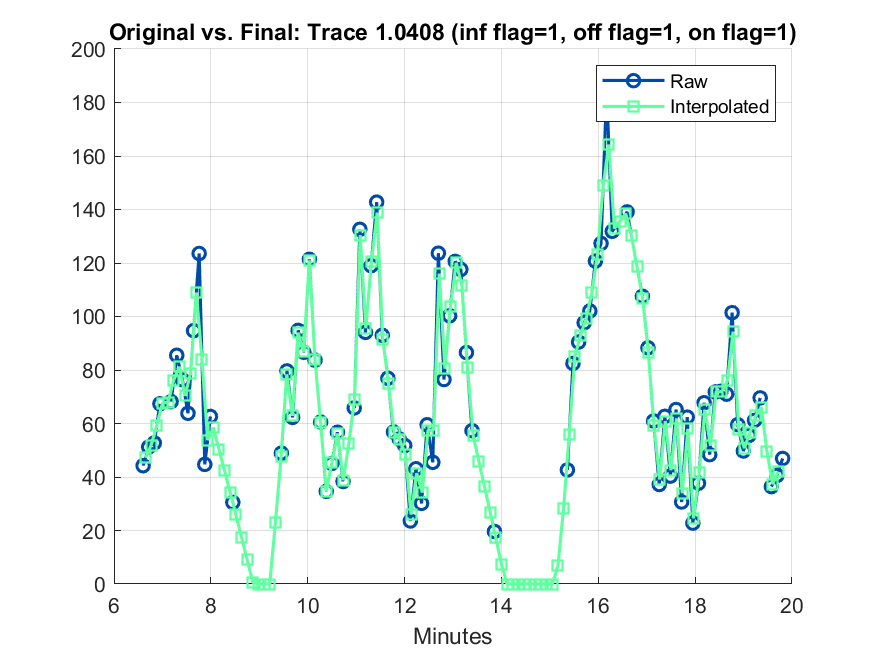 Original vs. Final: Trace 1.0408 (inf flag=1, off flag=1, on flag=1)
200
180
160
140
120
100
80
60
40
20
0
Raw
Interpolated
6 8 10 12 14 16 18 20
Minutes